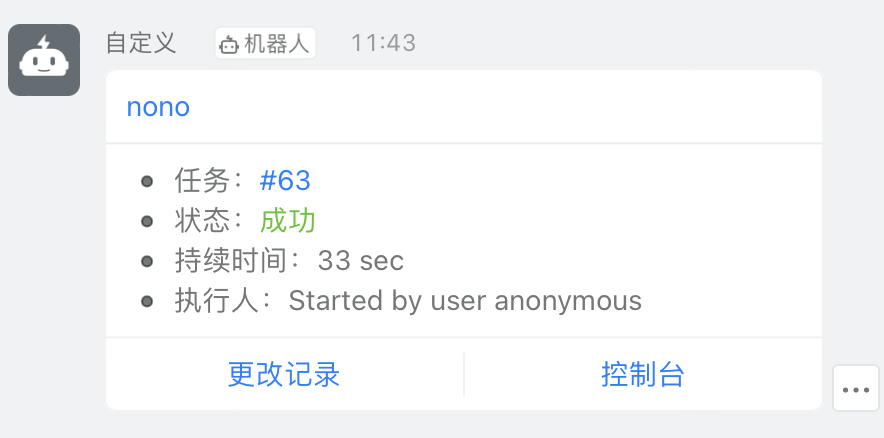 自定义 机器人 11:43
nono
任务：#63
状态：成功
持续时间：33 sec
执行人：Started by user anonymous
更改记录 控制台